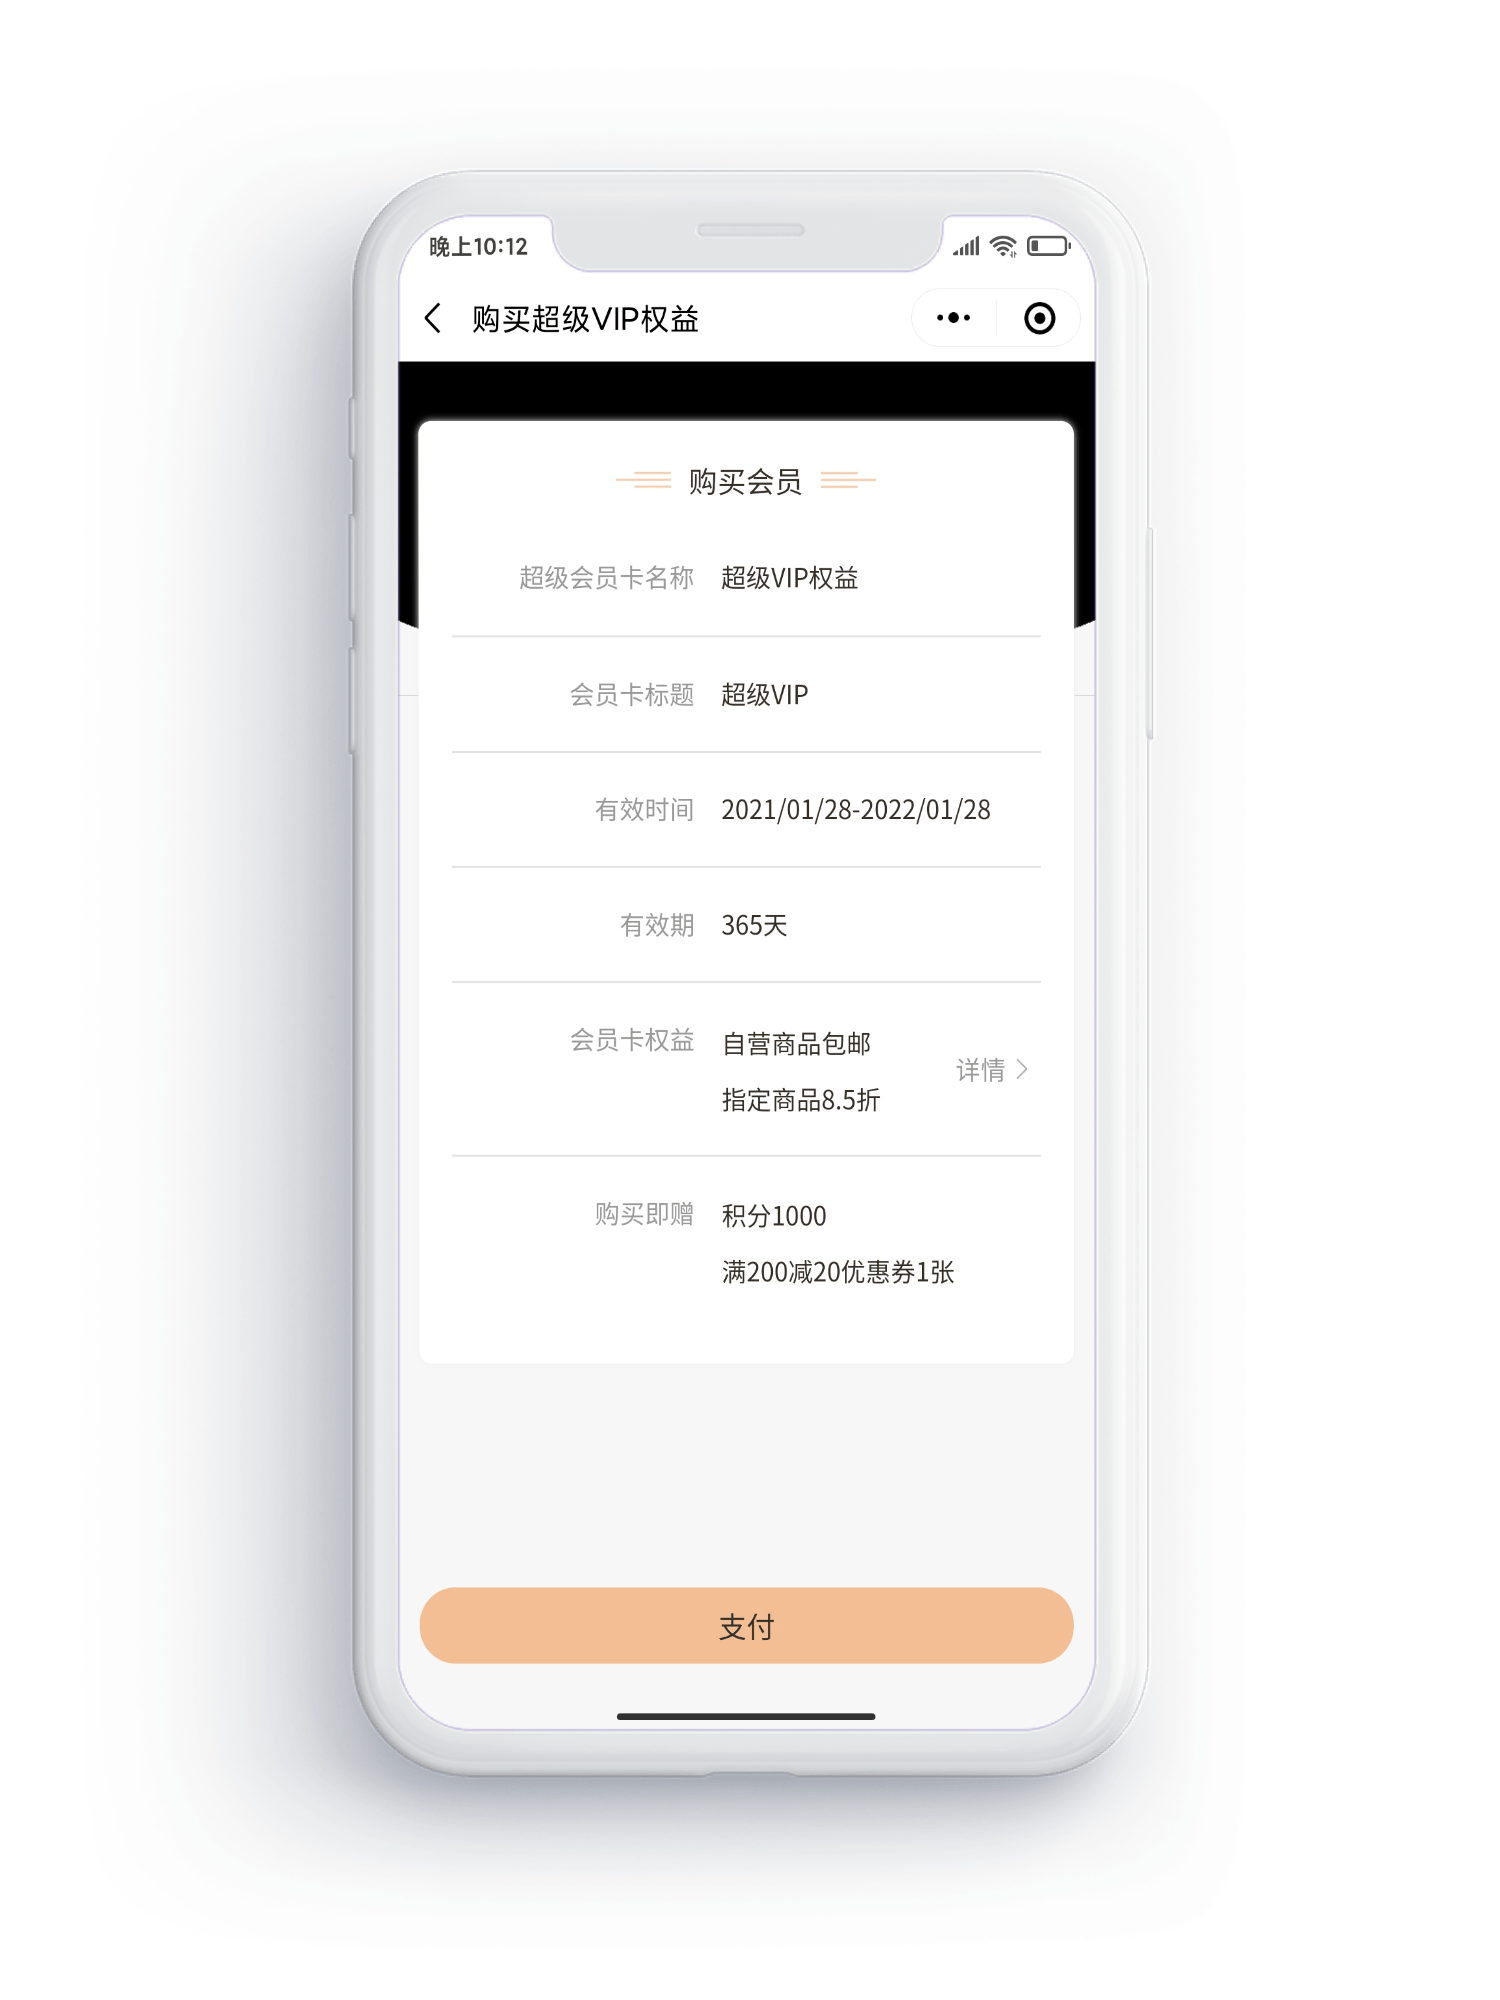 晚上10:12
购买超级VIP权益
购买会员
超级会员卡名称 超级VIP权益
会员卡标题 超级VIP
有效时间 2021/01/28-2022/01/28
有效期 365天
会员卡权益 自营商品包邮
详情
指定商品8.5折
购买即赠 积分1000
满200减20优惠券1张
支付